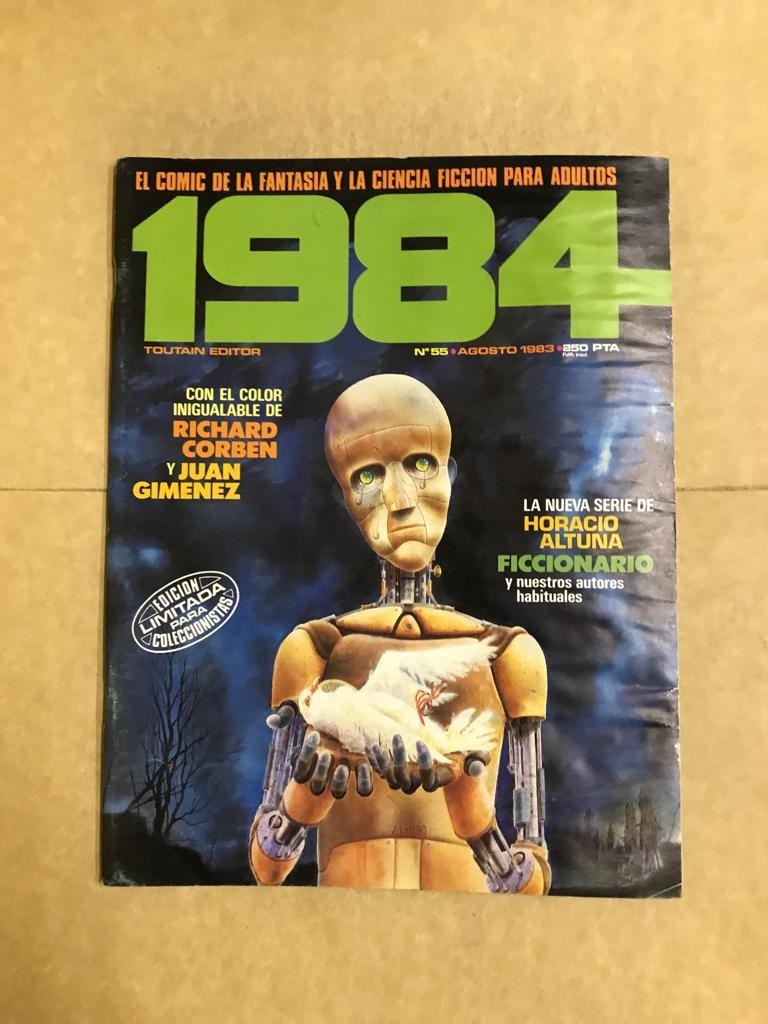 EL COMIC DE LA FANTASIA Y LA CIENCIA FICCION PARA ADULTOS
1984
TOUTAIN EDITOR
Nº 55 • AGOSTO 1983 • 250 PTA
IVA incl.
CON EL COLOR
INIGUALABLE DE
RICHARD
CORBEN
Y JUAN
GIMENEZ
LA NUEVA SERIE DE
HORACIO
ALTUNA
FICCIONARIO
y nuestros autores
habituales
EDICION
LIMITADA
PARA
COLECCIONISTAS